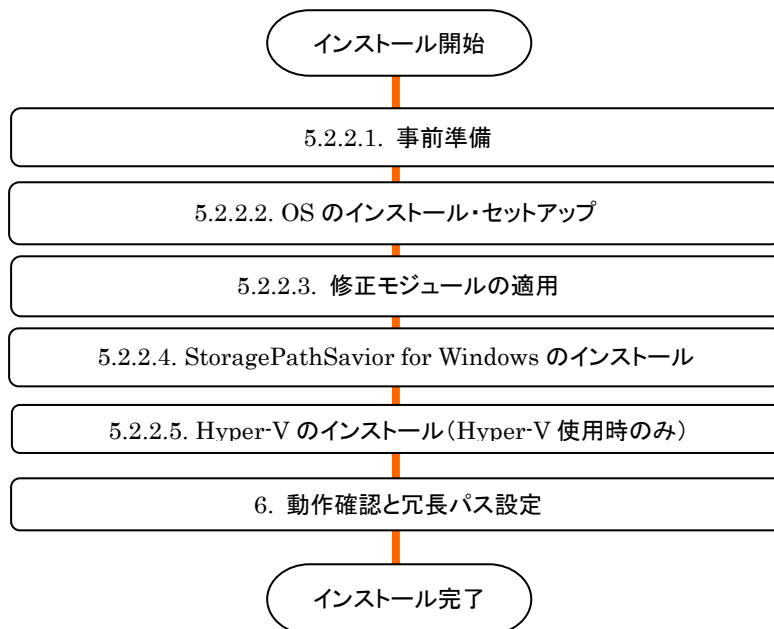 インストール開始
5.2.2.1. 事前準備
5.2.2.2. OS のインストール・セットアップ
5.2.2.3. 修正モジュールの適用
5.2.2.4. StoragePathSavior for Windows のインストール
5.2.2.5. Hyper-V のインストール（Hyper-V 使用時のみ）
6. 動作確認と冗長パス設定
インストール完了